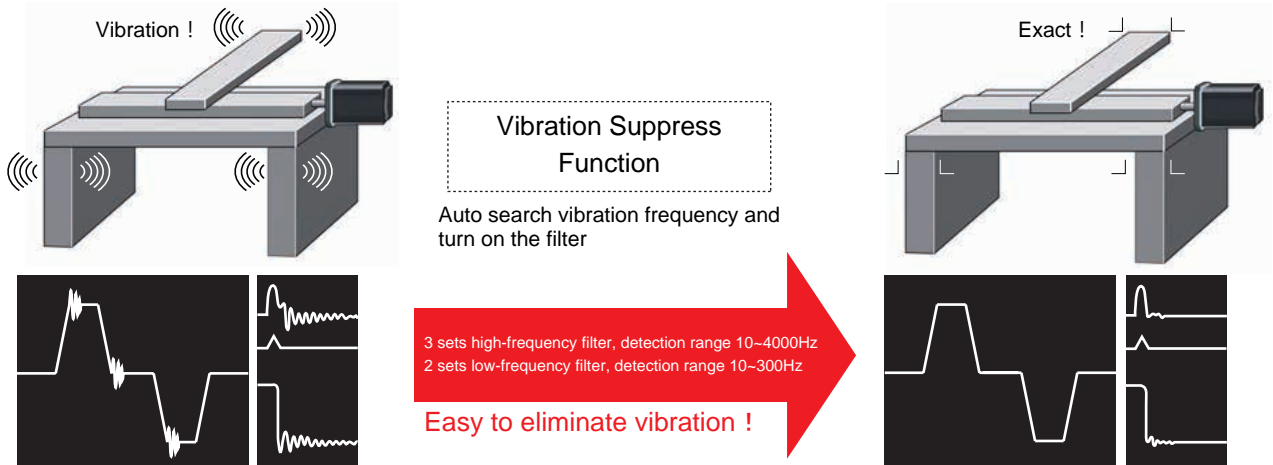 Vibration！
Exact！
Vibration Suppress
Function
Auto search vibration frequency and
turn on the filter
3 sets high-frequency filter, detection range 10~4000Hz
2 sets low-frequency filter, detection range 10~300Hz
Easy to eliminate vibration！